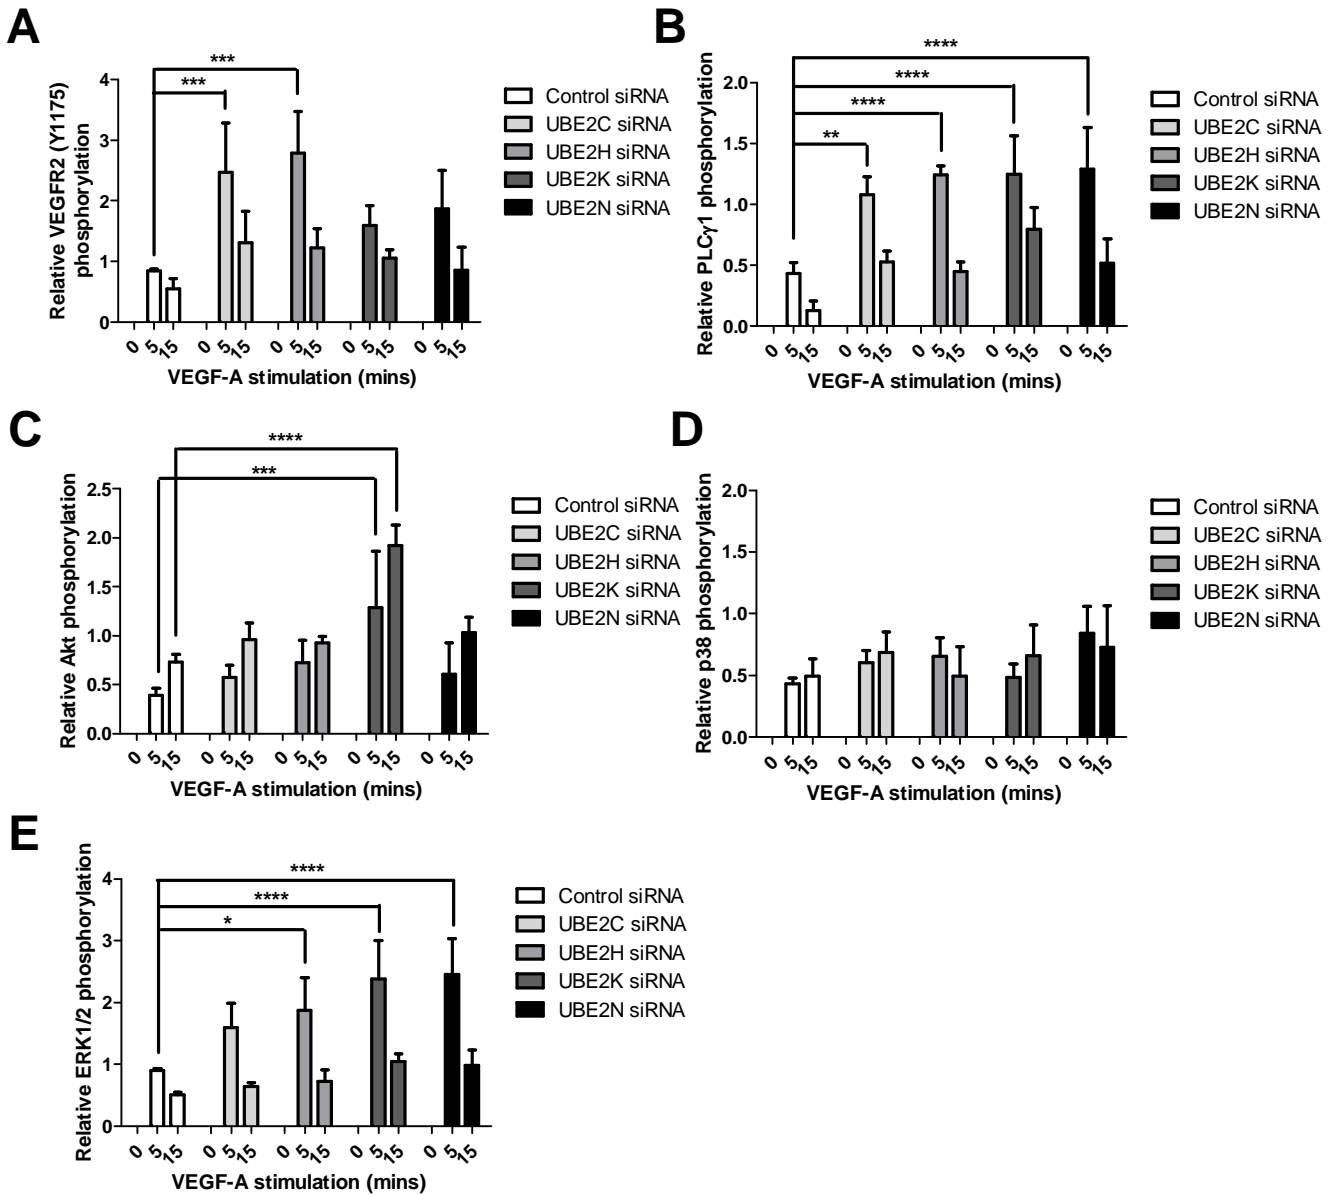 A
Relative VEGFR2 (Y1175)
phosphorylation
4
3
2
1
0
***
***
0 5 15 0 5 15 0 5 15 0 5 15 0 5 15
VEGF-A stimulation (mins)
Control siRNA
UBE2C siRNA
UBE2H siRNA
UBE2K siRNA
UBE2N siRNA
B
Relative PLCγ1 phosphorylation
2.0
1.5
1.0
0.5
0.0
****
****
****
**
0 5 15 0 5 15 0 5 15 0 5 15 0 5 15
VEGF-A stimulation (mins)
Control siRNA
UBE2C siRNA
UBE2H siRNA
UBE2K siRNA
UBE2N siRNA
C
Relative Akt phosphorylation
2.5
2.0
1.5
1.0
0.5
0.0
****
***
0 5 15 0 5 15 0 5 15 0 5 15 0 5 15
VEGF-A stimulation (mins)
Control siRNA
UBE2C siRNA
UBE2H siRNA
UBE2K siRNA
UBE2N siRNA
D
Relative p38 phosphorylation
2.0
1.5
1.0
0.5
0.0
0 5 15 0 5 15 0 5 15 0 5 15 0 5 15
VEGF-A stimulation (mins)
Control siRNA
UBE2C siRNA
UBE2H siRNA
UBE2K siRNA
UBE2N siRNA
E
Relative ERK1/2 phosphorylation
4
3
2
1
0
****
****
*
0 5 15 0 5 15 0 5 15 0 5 15 0 5 15
VEGF-A stimulation (mins)
Control siRNA
UBE2C siRNA
UBE2H siRNA
UBE2K siRNA
UBE2N siRNA